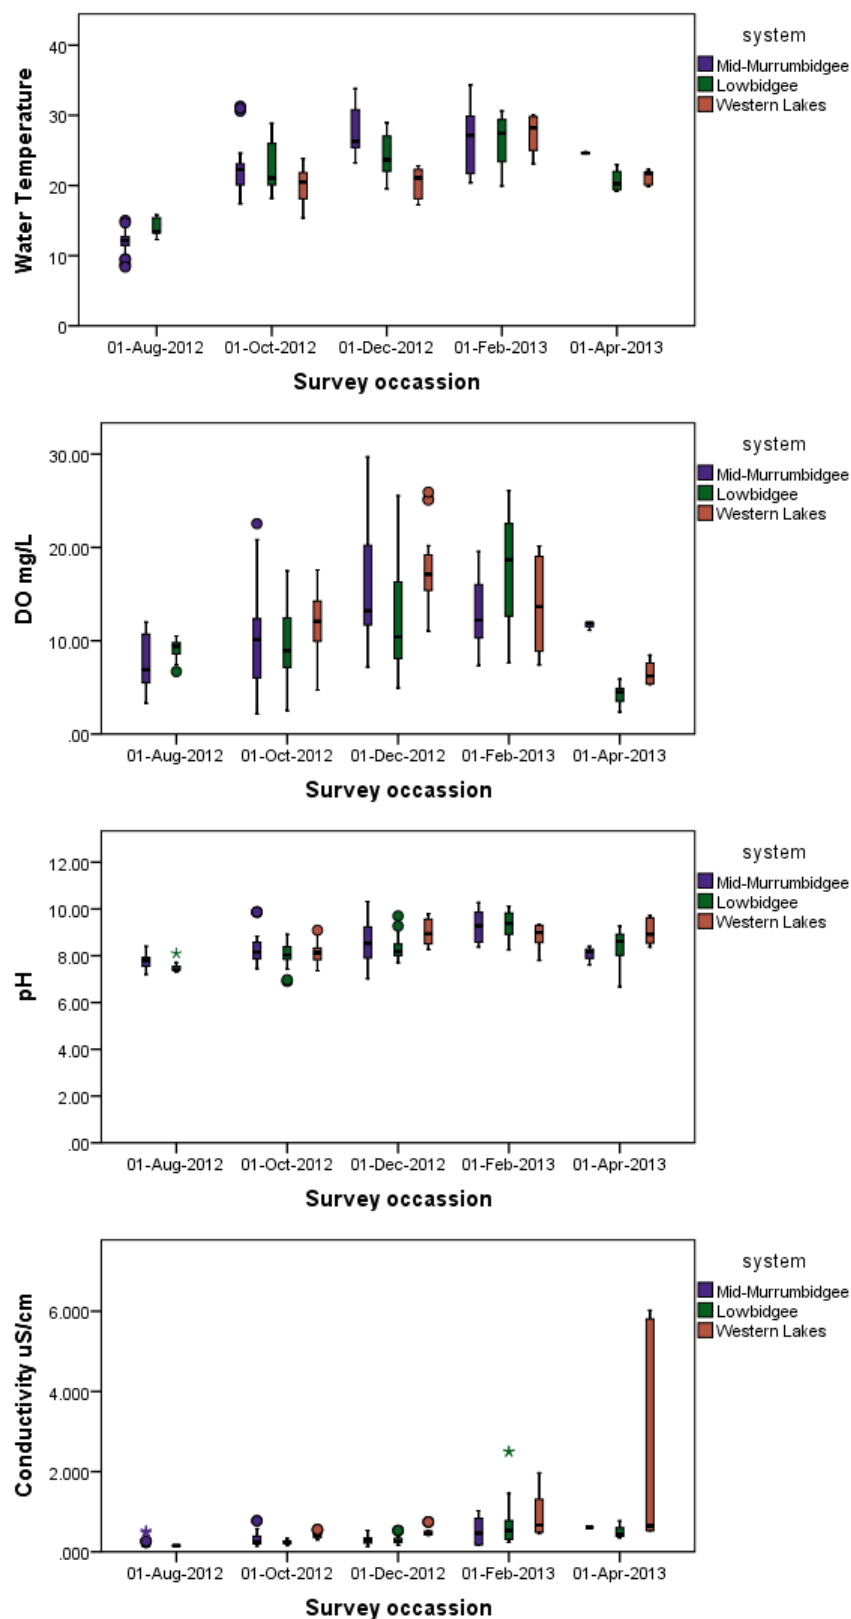 system
Mid-Murrumbidgee
Lowbidgee
Western Lakes
Water Temperature
40
30
20
10
0
01-Aug-2012 01-Oct-2012 01-Dec-2012 01-Feb-2013 01-Apr-2013
Survey occassion
system
Mid-Murrumbidgee
Lowbidgee
Western Lakes
DO mg/L
30.00
20.00
10.00
.00
01-Aug-2012 01-Oct-2012 01-Dec-2012 01-Feb-2013 01-Apr-2013
Survey occassion
system
Mid-Murrumbidgee
Lowbidgee
Western Lakes
pH
12.00
10.00
8.00
6.00
4.00
2.00
.00
01-Aug-2012 01-Oct-2012 01-Dec-2012 01-Feb-2013 01-Apr-2013
Survey occassion
system
Mid-Murrumbidgee
Lowbidgee
Western Lakes
Conductivity uS/cm
6.000
4.000
2.000
.000
01-Aug-2012 01-Oct-2012 01-Dec-2012 01-Feb-2013 01-Apr-2013
Survey occassion